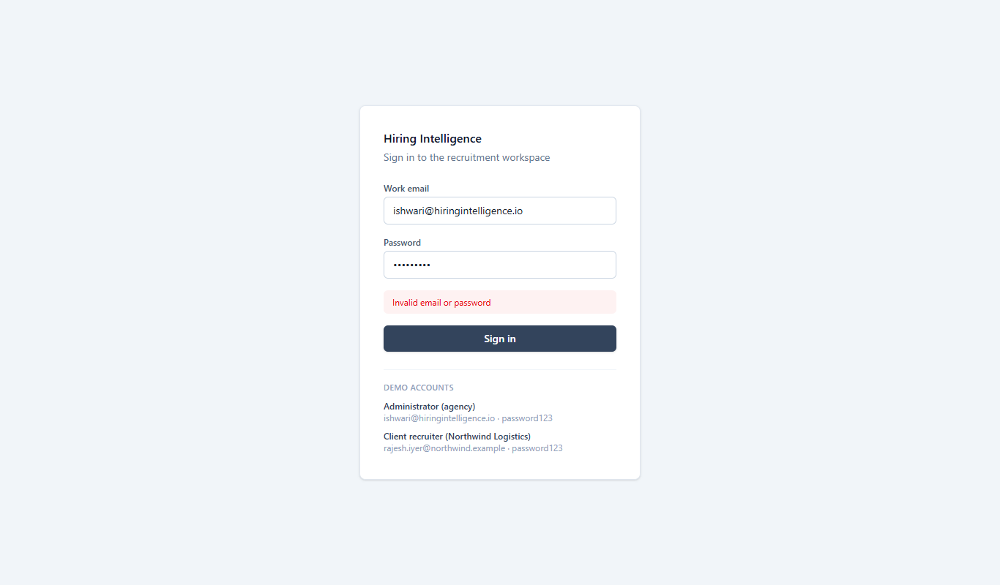 Hiring Intelligence
Sign in to the recruitment workspace
Work email
ishwari@hiringintelligence.io
Password
•••••••••
Invalid email or password
Sign in
DEMO ACCOUNTS
Administrator (agency)
ishwari@hiringintelligence.io · password123
Client recruiter (Northwind Logistics)
rajesh.iyer@northwind.example · password123